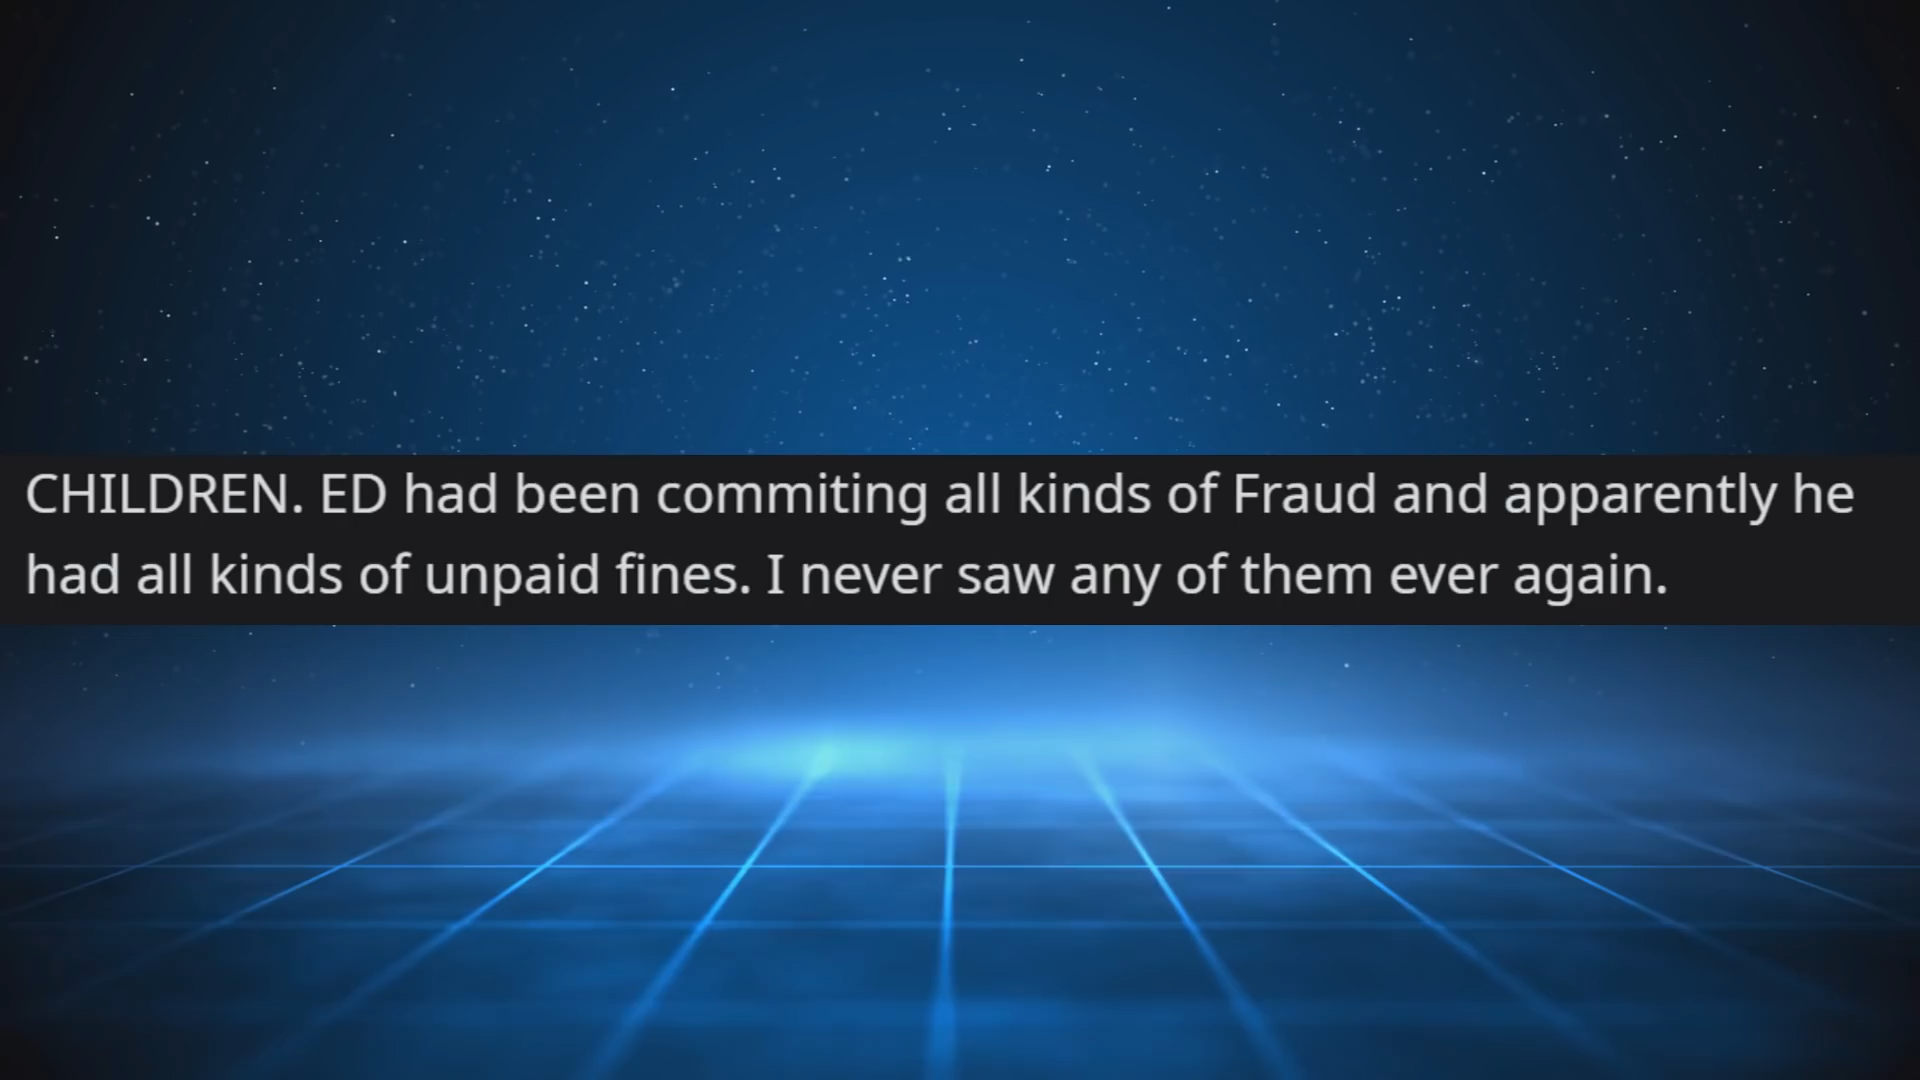 CHILDREN. ED had been commiting all kinds of Fraud and apparently he
had all kinds of unpaid fines. I never saw any of them ever again.